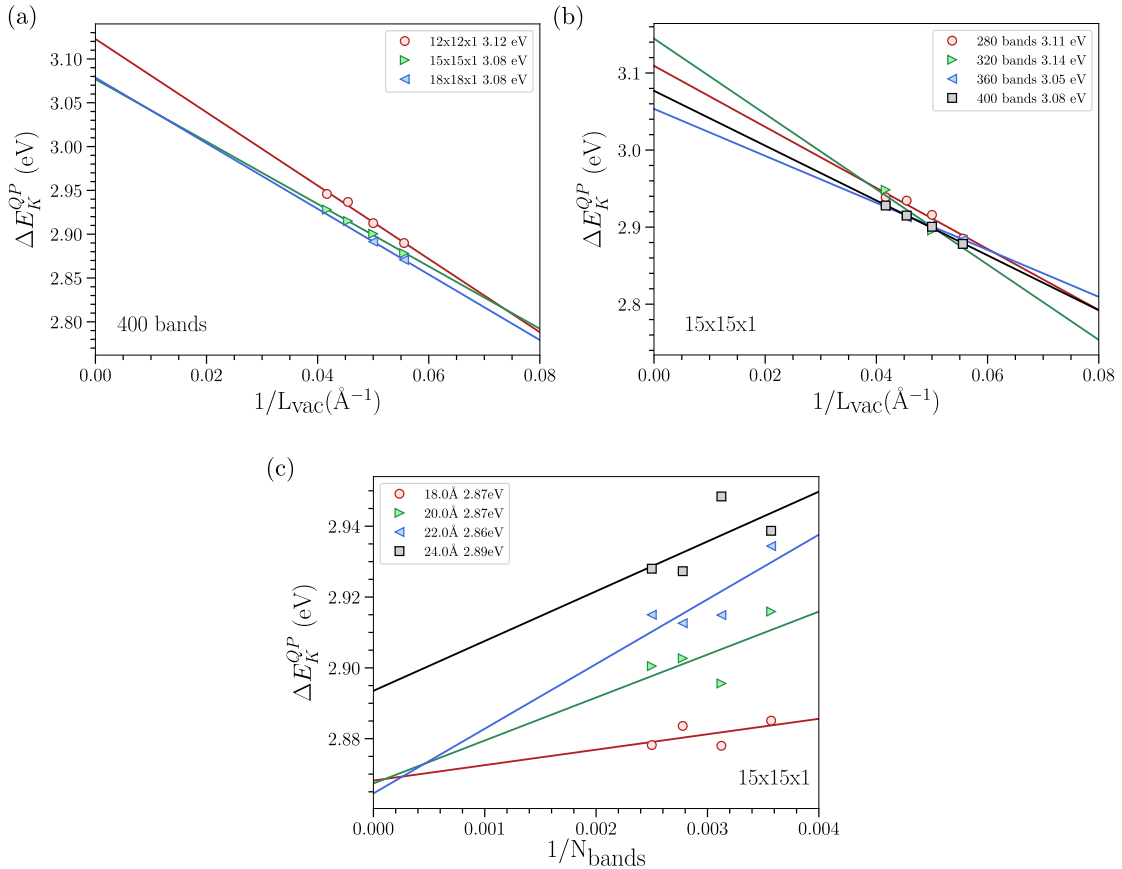 (a)
12x12x1 3.12 eV
15x15x1 3.08 eV
18x18x1 3.08 eV
3.10
3.05
3.00
2.95
2.90
2.85
2.80
ΔE_K^{QP} (eV)
400 bands
0.00 0.02 0.04 0.06 0.08
1/L_vac(Å⁻¹)
(b)
280 bands 3.11 eV
320 bands 3.14 eV
360 bands 3.05 eV
400 bands 3.08 eV
3.1
3.0
2.9
2.8
ΔE_K^{QP} (eV)
15x15x1
0.00 0.02 0.04 0.06 0.08
1/L_vac(Å⁻¹)
(c)
18.0Å 2.87eV
20.0Å 2.87eV
22.0Å 2.86eV
24.0Å 2.89eV
2.94
2.92
2.90
2.88
ΔE_K^{QP} (eV)
15x15x1
0.000 0.001 0.002 0.003 0.004
1/N_bands